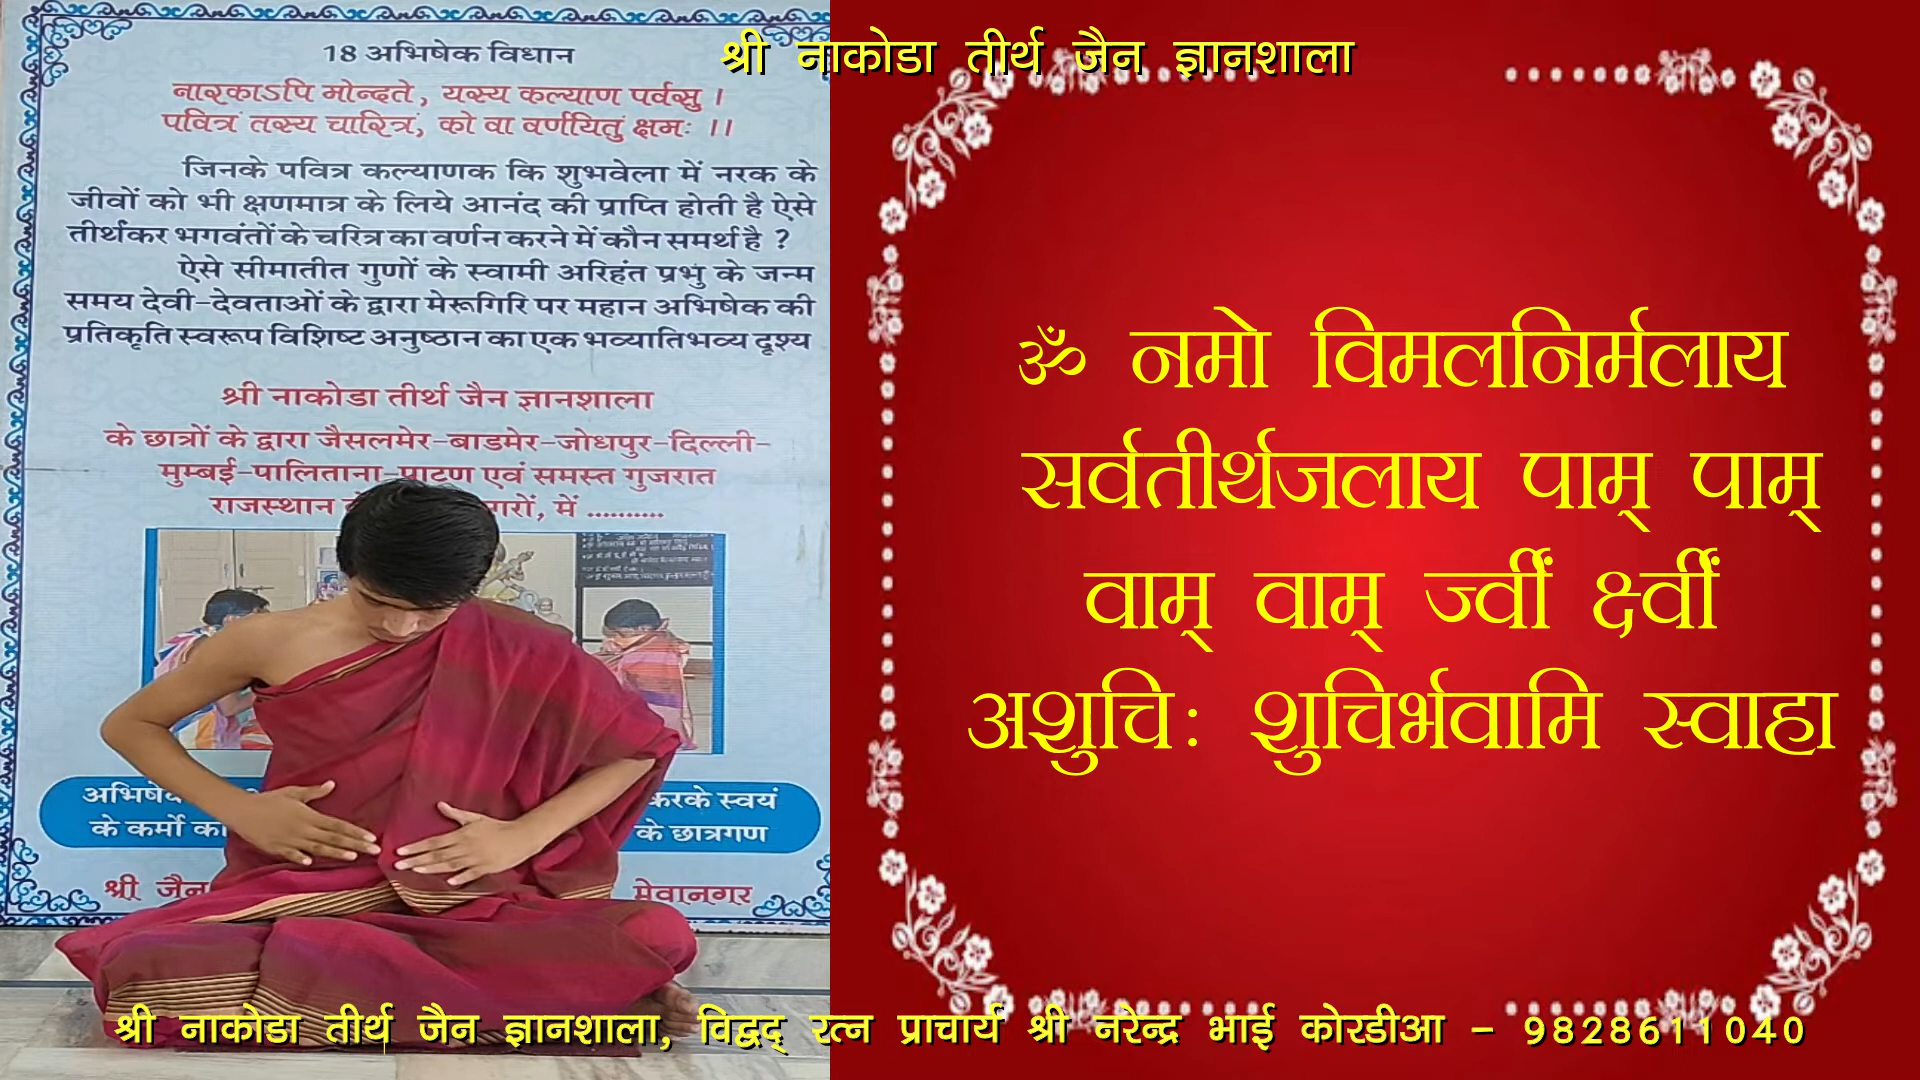 श्री नाकोडा तीर्थ जैन ज्ञानशाला
18 अभिषेक विधान
नारकाऽपि मोन्दते, यस्य कल्याण पर्वसु ।
पवित्रं तस्य चारित्रं, को वा वर्णयितुं क्षमः ।।
जिनके पवित्र कल्याणक कि शुभवेला में नरक के
जीवों को भी क्षणमात्र के लिये आनंद की प्राप्ति होती है ऐसे
तीर्थंकर भगवंतों के चरित्र का वर्णन करने में कौन समर्थ है ?
ऐसे सीमातीत गुणों के स्वामी अरिहंत प्रभु के जन्म
समय देवी-देवताओं के द्वारा मेरूगिरि पर महान अभिषेक की
प्रतिकृति स्वरूप विशिष्ट अनुष्ठान का एक भव्यातिभव्य दृश्य
श्री नाकोडा तीर्थ जैन ज्ञानशाला
के छात्रों के द्वारा जैसलमेर-बाडमेर-जोधपुर-दिल्ली-
मुम्बई-पालिताना-पाटण एवं समस्त गुजरात
राजस्थान में ..........
करके स्वयं
के कर्मो का के छात्रगण
श्री जैन मेवानगर
ॐ नमो विमलनिर्मलाय
सर्वतीर्थजलाय पाम् पाम्
वाम् वाम् ज्वीं क्ष्वीं
अशुचिः शुचिर्भवामि स्वाहा
श्री नाकोडा तीर्थ जैन ज्ञानशाला, विद्वद् रत्न प्राचार्य श्री नरेन्द्र भाई कोरडीआ - 9828611040